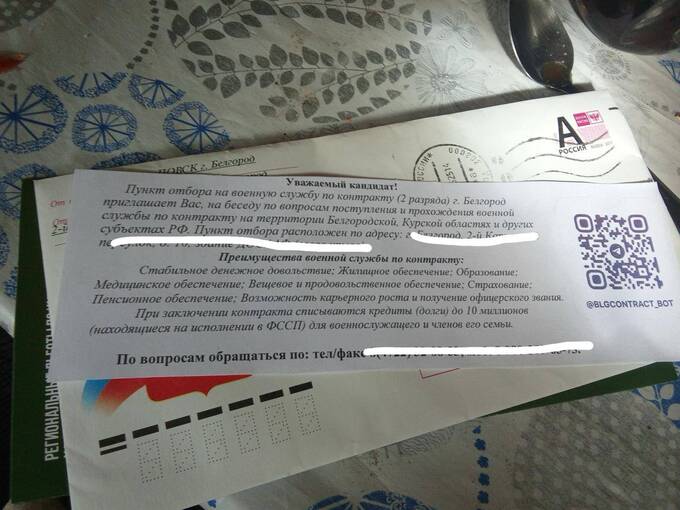 А
РОССИЯ
НОВСК г. Белгород
От
Уважаемый кандидат!
Пункт отбора на военную службу по контракту (2 разряда) г. Белгород
приглашает Вас, на беседу по вопросам поступления и прохождения военной
службы по контракту на территории Белгородской, Курской областях и других
субъектах РФ. Пункт отбора расположен по адресу:
Преимущества военной службы по контракту:
Стабильное денежное довольствие; Жилищное обеспечение; Образование;
Медицинское обеспечение; Вещевое и продовольственное обеспечение; Страхование;
Пенсионное обеспечение; Возможность карьерного роста и получение офицерского звания.
При заключении контракта списываются кредиты (долги) до 10 миллионов
(находящиеся на исполнении в ФССП) для военнослужащего и членов его семьи.
По вопросам обращаться по: тел/факс
@BLGCONTRACT_BOT
РЕГИОНАЛЬНЫЕ